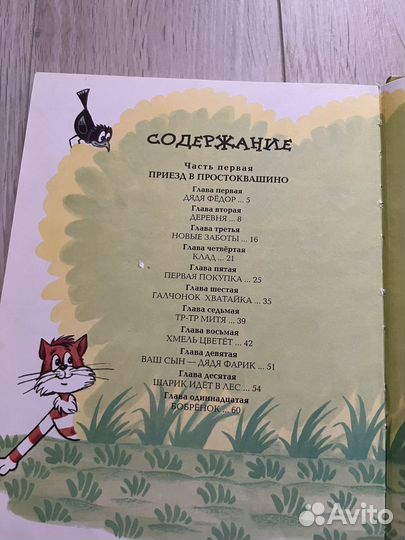 СОДЕРЖАНИЕ
Часть первая
ПРИЕЗД В ПРОСТОКВАШИНО
Глава первая
ДЯДЯ ФЁДОР ... 5
Глава вторая
ДЕРЕВНЯ ... 8
Глава третья
НОВЫЕ ЗАБОТЫ ... 16
Глава четвёртая
КЛАД ... 21
Глава пятая
ПЕРВАЯ ПОКУПКА ... 25
Глава шестая
ГАЛЧОНОК ХВАТАЙКА ... 35
Глава седьмая
ТР-ТР МИТЯ ... 39
Глава восьмая
ХМЕЛЬ ЦВЕТЁТ ... 42
Глава девятая
ВАШ СЫН — ДЯДЯ ФАРИК ... 51
Глава десятая
ШАРИК ИДЁТ В ЛЕС ... 54
Глава одиннадцатая
БОБРЁНОК ... 60
Avito